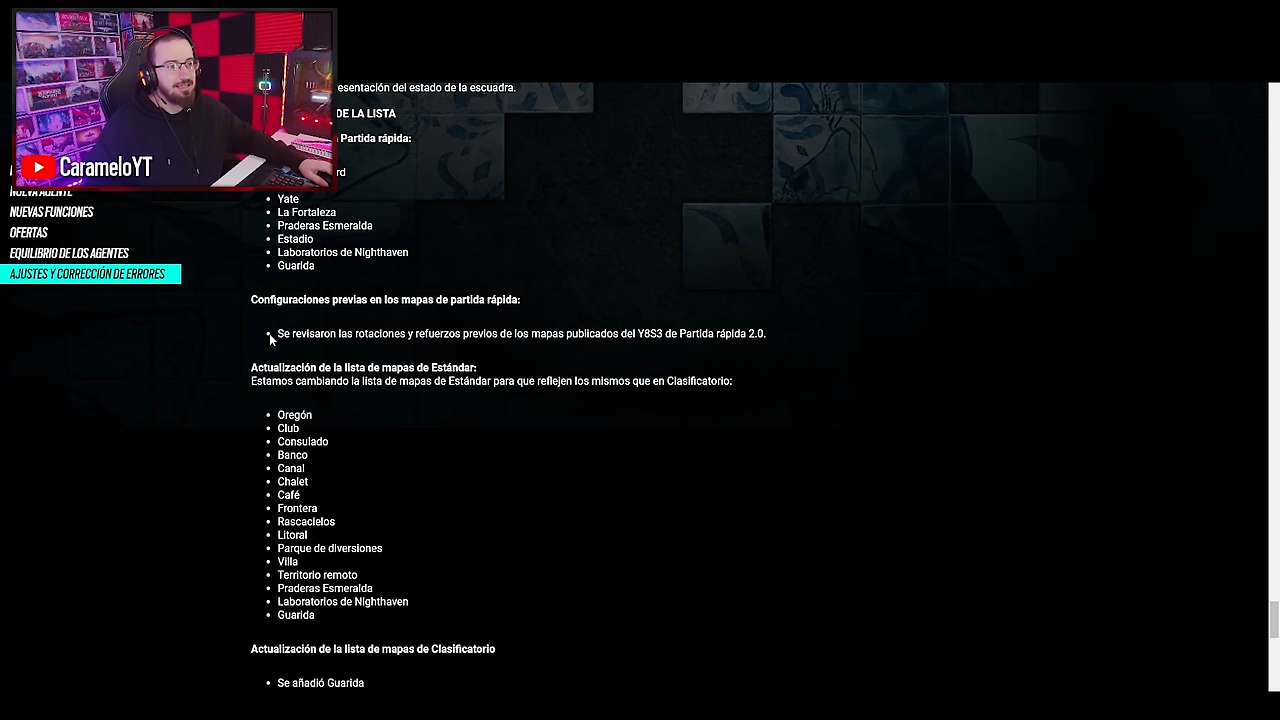 esentación del estado de la escuadra.
DE LA LISTA
Partida rápida:
rd
CarameloYT
NUEVA AGENTE
NUEVAS FUNCIONES
OFERTAS
EQUILIBRIO DE LOS AGENTES
AJUSTES Y CORRECCIÓN DE ERRORES
• Yate
• La Fortaleza
• Praderas Esmeralda
• Estadio
• Laboratorios de Nighthaven
• Guarida
Configuraciones previas en los mapas de partida rápida:
• Se revisaron las rotaciones y refuerzos previos de los mapas publicados del Y8S3 de Partida rápida 2.0.
Actualización de la lista de mapas de Estándar:
Estamos cambiando la lista de mapas de Estándar para que reflejen los mismos que en Clasificatorio:
• Oregón
• Club
• Consulado
• Banco
• Canal
• Chalet
• Café
• Frontera
• Rascacielos
• Litoral
• Parque de diversiones
• Villa
• Territorio remoto
• Praderas Esmeralda
• Laboratorios de Nighthaven
• Guarida
Actualización de la lista de mapas de Clasificatorio
• Se añadió Guarida